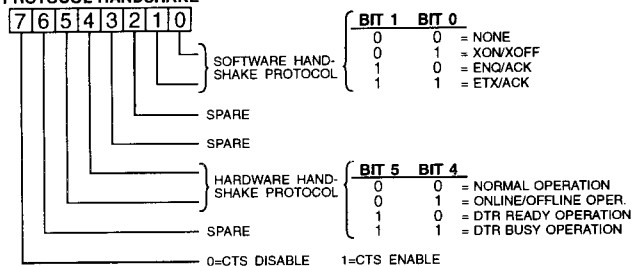 PROTOCOL HANDSHAKE
7 6 5 4 3 2 1 0
BIT 1 BIT 0
0 0 = NONE
0 1 = XON/XOFF
1 0 = ENQ/ACK
1 1 = ETX/ACK
SOFTWARE HAND-
SHAKE PROTOCOL
SPARE
SPARE
HARDWARE HAND-
SHAKE PROTOCOL
BIT 5 BIT 4
0 0 = NORMAL OPERATION
0 1 = ONLINE/OFFLINE OPER.
1 0 = DTR READY OPERATION
1 1 = DTR BUSY OPERATION
SPARE
0=CTS DISABLE 1=CTS ENABLE